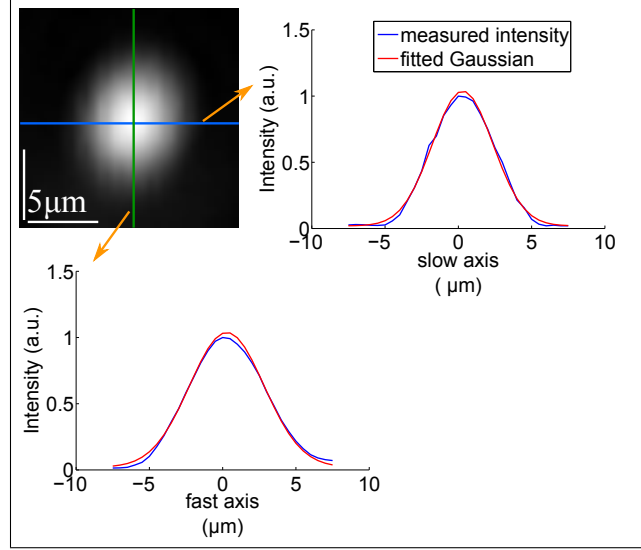 5μm
1.5
1
0.5
0
Intensity (a.u.)
measured intensity
fitted Gaussian
−10 −5 0 5 10
slow axis
( μm)
1.5
1
0.5
0
Intensity (a.u.)
−10 −5 0 5 10
fast axis
(μm)